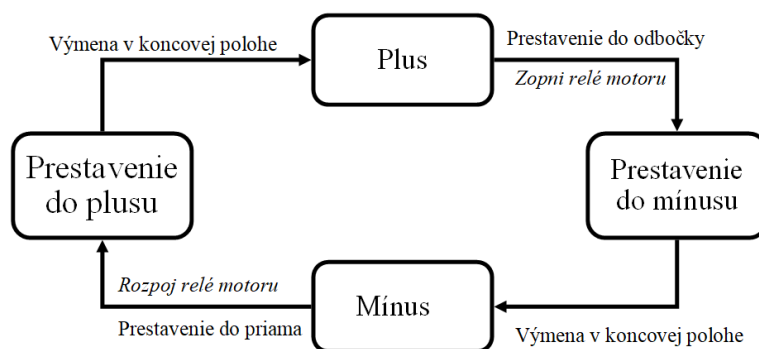 Výmena v koncovej polohe
Plus
Prestavenie do odbočky
Zopni relé motoru
Prestavenie
do plusu
Prestavenie
do mínusu
Rozpoj relé motoru
Prestavenie do priama
Mínus
Výmena v koncovej polohe